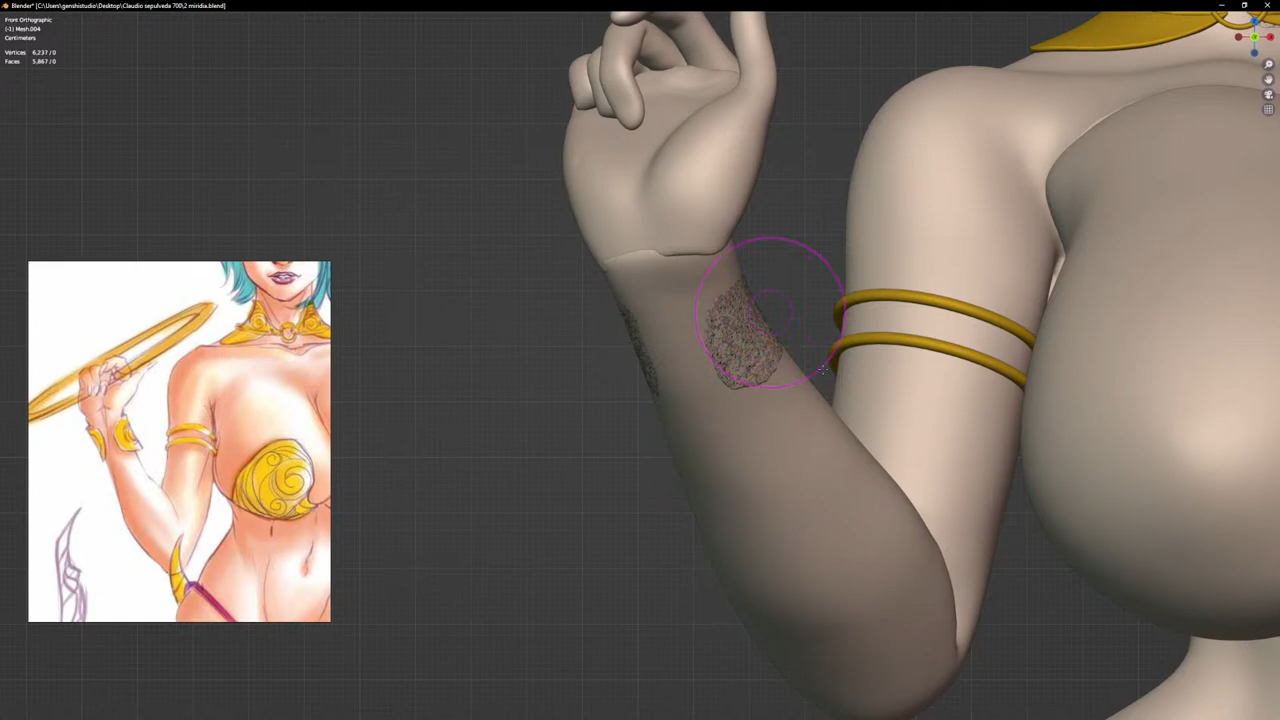 Blender* [C:\Users\genshistudio\Desktop\Claudio sepulveda 700\2 miridia.blend]
Front Orthographic
(-1) Mesh.004
Centimeters
Vertices 6,237/0
Faces 5,867/0